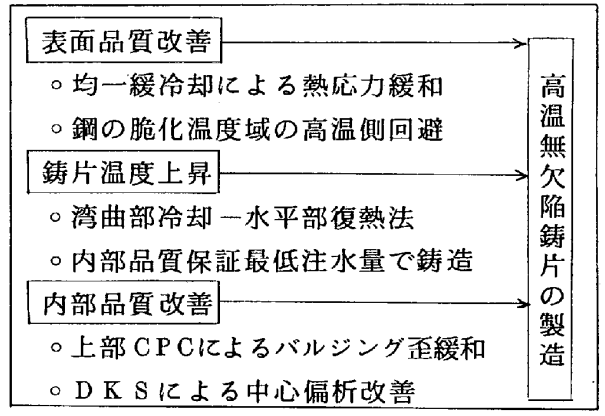 表面品質改善
○均一緩冷却による熱応力緩和
○鋼の脆化温度域の高温側回避
鋳片温度上昇
○湾曲部冷却－水平部復熱法
○内部品質保証最低注水量で鋳造
内部品質改善
○上部CPCによるバルジング歪緩和
○DKSによる中心偏析改善
高温無欠陥鋳片の製造